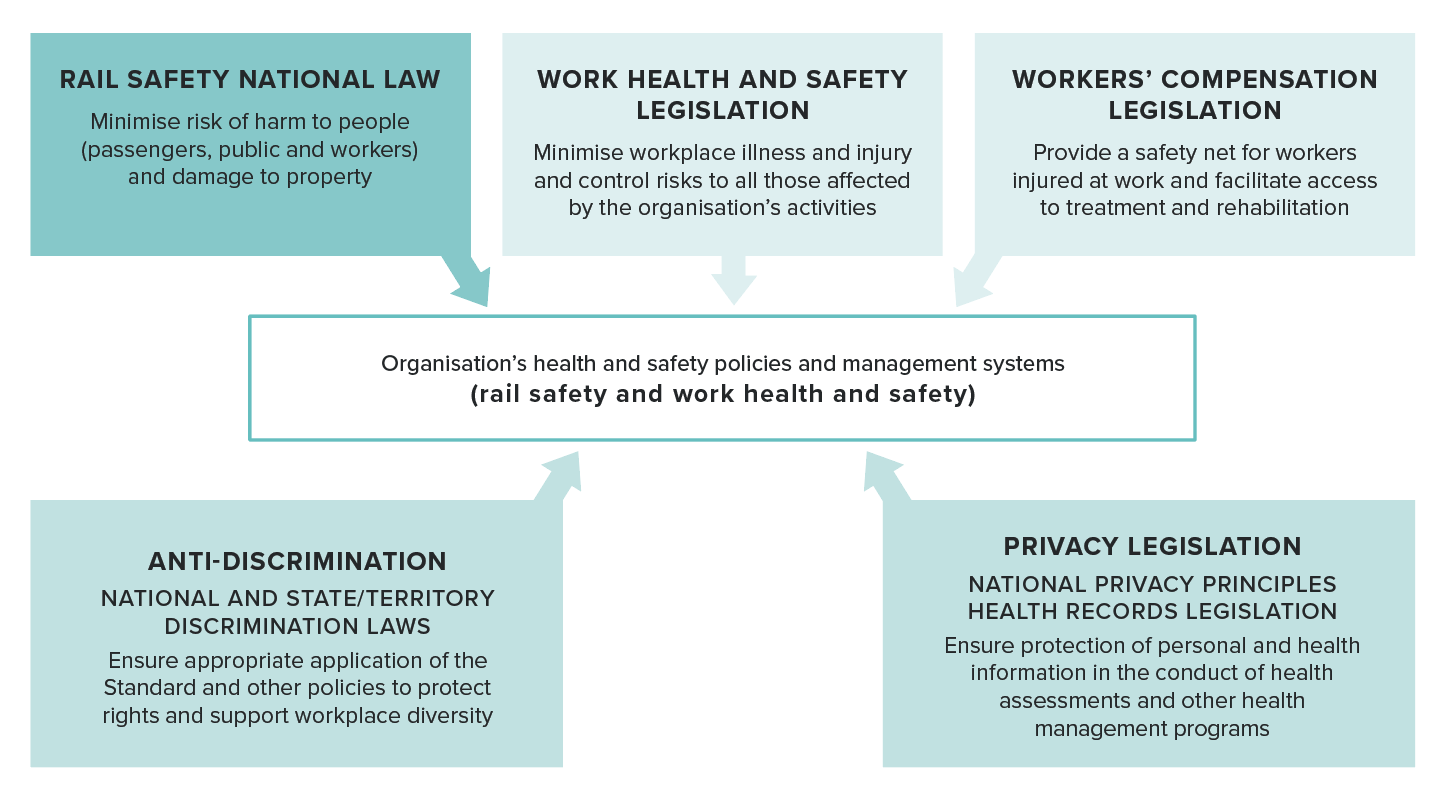 RAIL SAFETY NATIONAL LAW
Minimise risk of harm to people
(passengers, public and workers)
and damage to property
WORK HEALTH AND SAFETY
LEGISLATION
Minimise workplace illness and injury
and control risks to all those affected
by the organisation’s activities
WORKERS’ COMPENSATION
LEGISLATION
Provide a safety net for workers
injured at work and facilitate access
to treatment and rehabilitation
Organisation’s health and safety policies and management systems
(rail safety and work health and safety)
ANTI-DISCRIMINATION
NATIONAL AND STATE/TERRITORY
DISCRIMINATION LAWS
Ensure appropriate application of the
Standard and other policies to protect
rights and support workplace diversity
PRIVACY LEGISLATION
NATIONAL PRIVACY PRINCIPLES
HEALTH RECORDS LEGISLATION
Ensure protection of personal and health
information in the conduct of health
assessments and other health
management programs